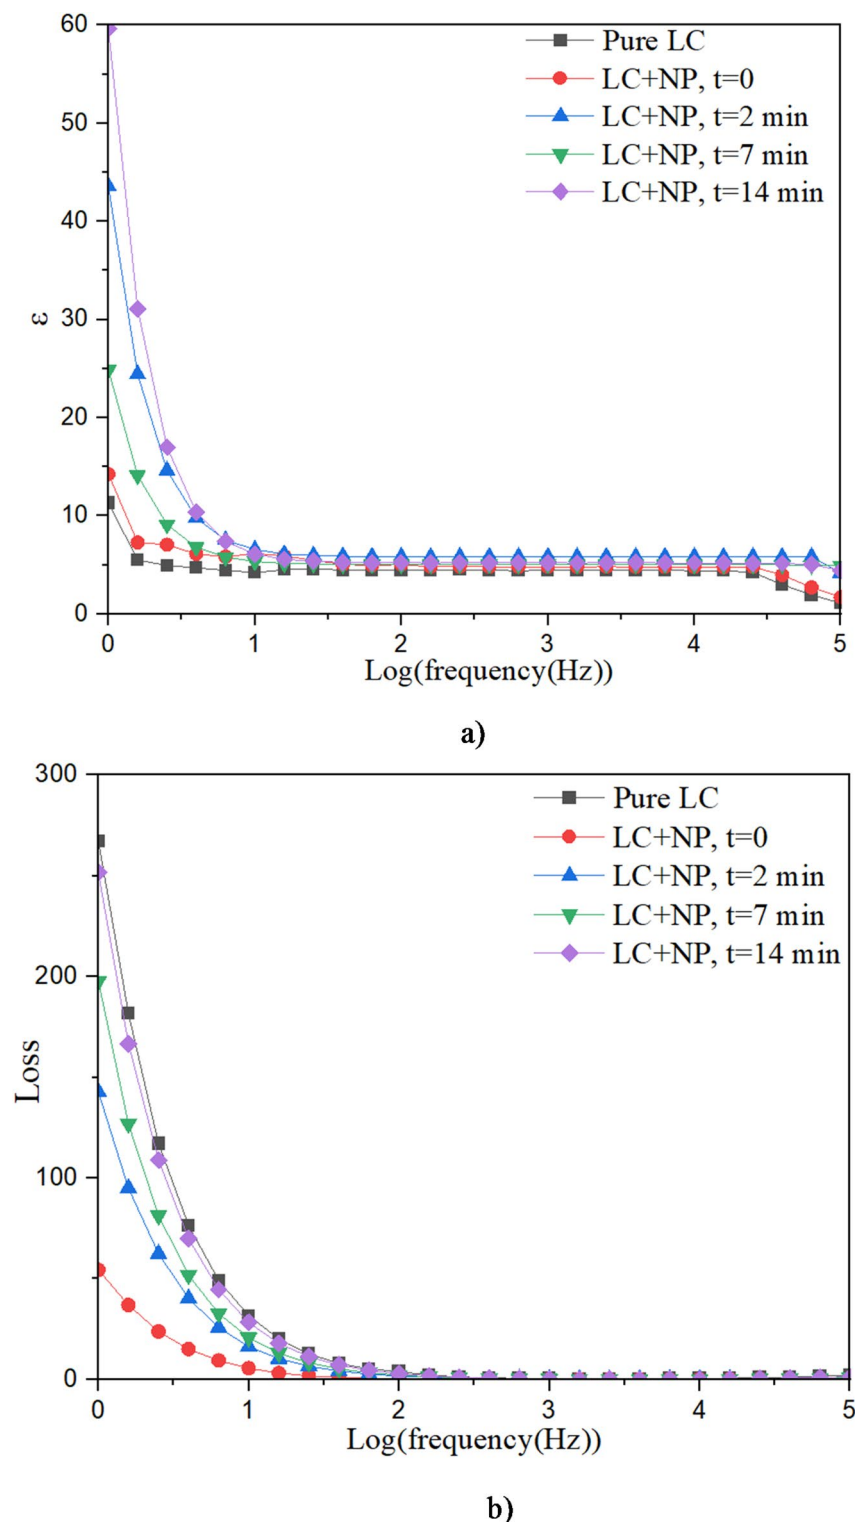 60
50
40
30
20
10
0
ε
Pure LC
LC+NP, t=0
LC+NP, t=2 min
LC+NP, t=7 min
LC+NP, t=14 min
0 1 2 3 4 5
Log(frequency(Hz))
a)
300
200
100
0
Loss
Pure LC
LC+NP, t=0
LC+NP, t=2 min
LC+NP, t=7 min
LC+NP, t=14 min
0 1 2 3 4 5
Log(frequency(Hz))
b)